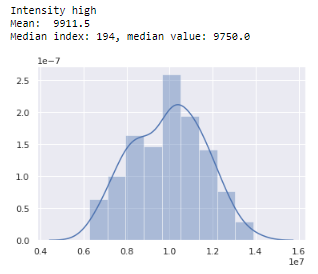 Intensity high
Mean:  9911.5
Median index: 194, median value: 9750.0
1e-7
2.5
2.0
1.5
1.0
0.5
0.0
0.4 0.6 0.8 1.0 1.2 1.4 1.6
1e7